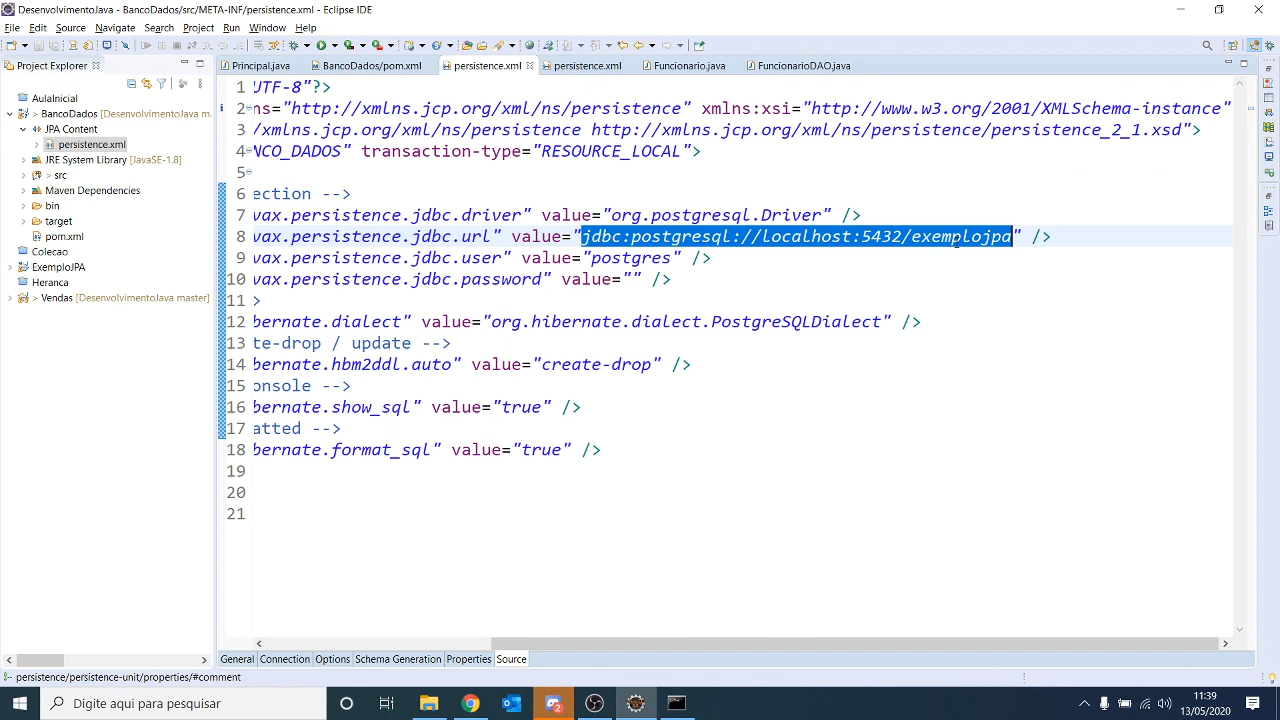 DesenvolvimentoJava - BancoDados/src/META-INF/persistence.xml - Eclipse IDE
File Edit Source Navigate Search Project Run Window Help
Project Explorer
Principal.java BancoDados/pom.xml persistence.xml persistence.xml Funcionario.java FuncionarioDAO.java
AulaInicial
> BancoDados [DesenvolvimentoJava m
JPA Content
persistence.xml
JRE System Library [JavaSE-1.8]
> src
Maven Dependencies
bin
target
pom.xml
Colecao
ExemploJPA
Heranca
> Vendas [DesenvolvimentoJava master]
1 UTF-8"?>
2 ns="http://xmlns.jcp.org/xml/ns/persistence" xmlns:xsi="http://www.w3.org/2001/XMLSchema-instance"
3 /xmlns.jcp.org/xml/ns/persistence http://xmlns.jcp.org/xml/ns/persistence/persistence_2_1.xsd">
4 NCO_DADOS" transaction-type="RESOURCE_LOCAL">
5
6 ection -->
7 vax.persistence.jdbc.driver" value="org.postgresql.Driver" />
8 vax.persistence.jdbc.url" value="jdbc:postgresql://localhost:5432/exemplojpa" />
9 vax.persistence.jdbc.user" value="postgres" />
10 vax.persistence.jdbc.password" value="" />
11 >
12 bernate.dialect" value="org.hibernate.dialect.PostgreSQLDialect" />
13 te-drop / update -->
14 bernate.hbm2ddl.auto" value="create-drop" />
15 onsole -->
16 bernate.show_sql" value="true" />
17 atted -->
18 bernate.format_sql" value="true" />
19
20
21
General Connection Options Schema Generation Properties Source
persistence/persistence-unit/properties/#comment
Digite aqui para pesquisar
11:39
13/05/2020